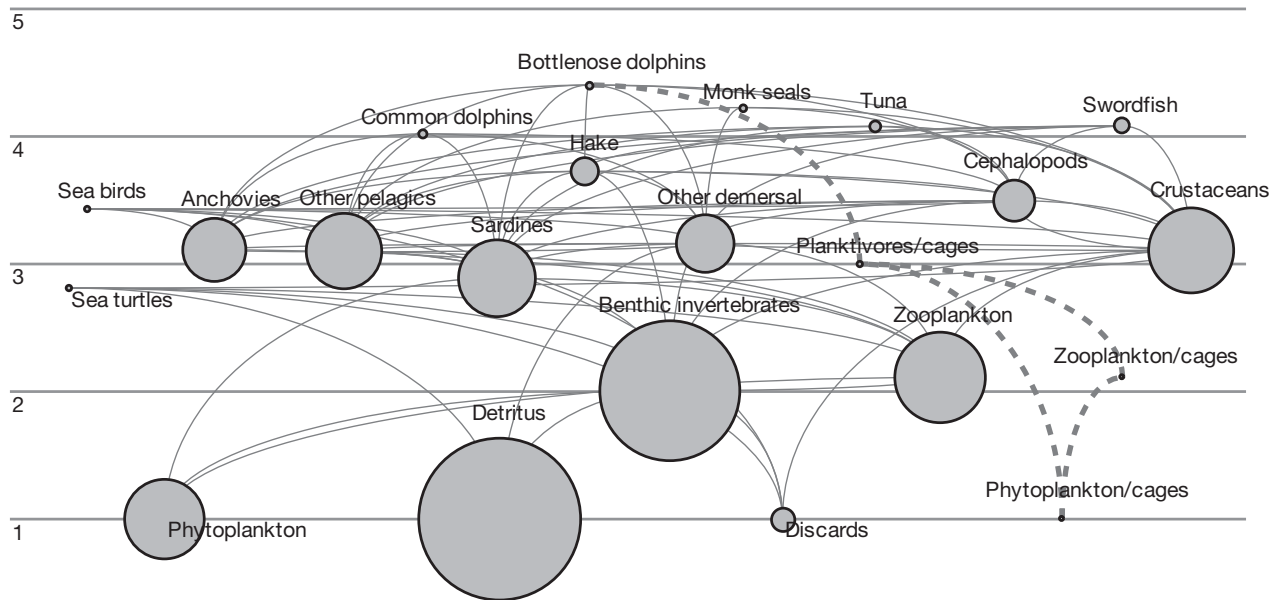 5
Bottlenose dolphins
Monk seals
Tuna
Swordfish
Common dolphins
4
Hake
Cephalopods
Sea birds
Anchovies
Other pelagics
Other demersal
Crustaceans
Sardines
Planktivores/cages
3
Sea turtles
Benthic invertebrates
Zooplankton
Zooplankton/cages
2
Detritus
Phytoplankton/cages
1
Phytoplankton
Discards